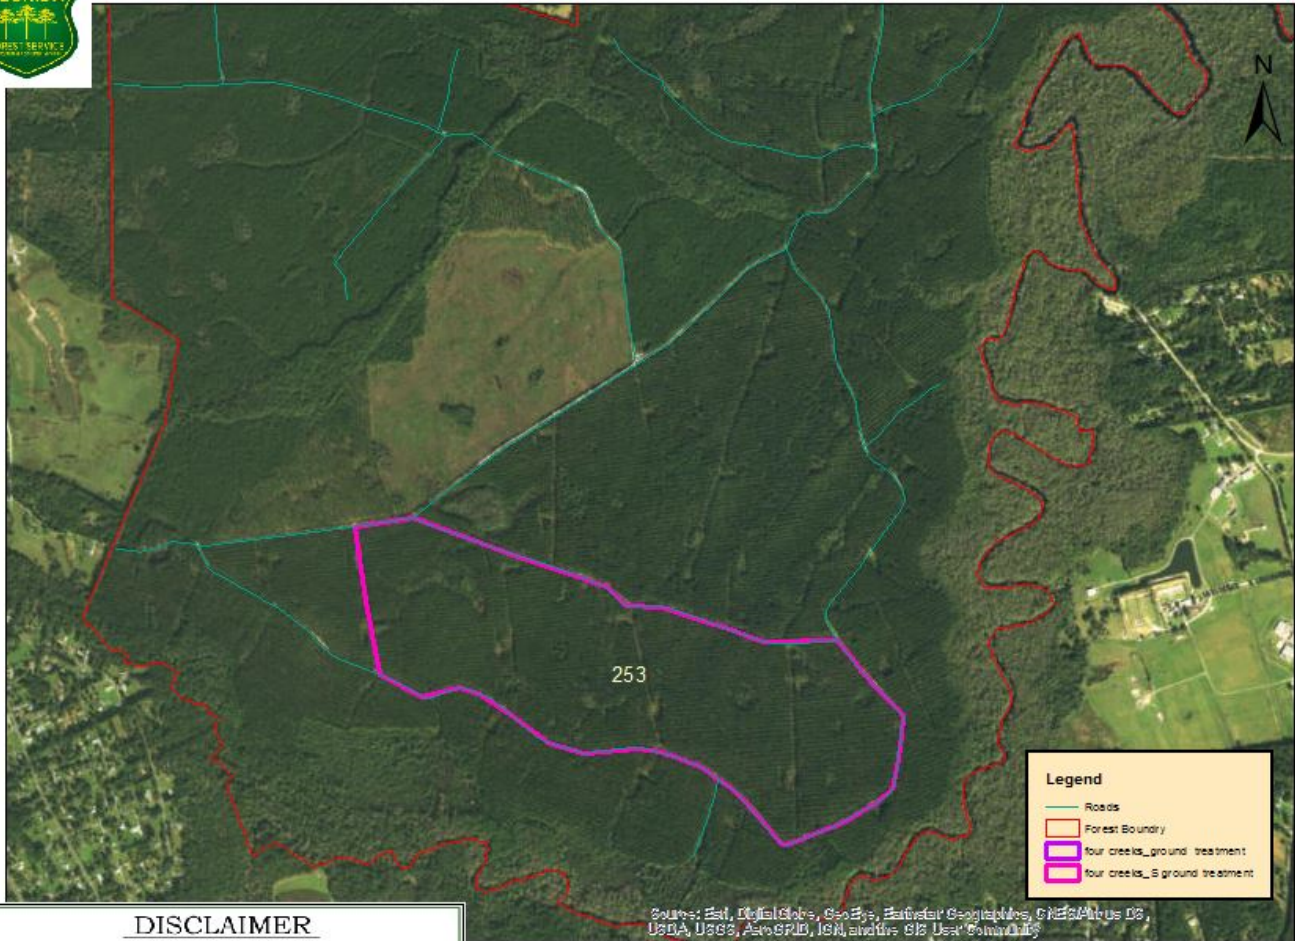 FOREST SERVICE
N
253
Legend
Roads
Forest Boundry
four creeks_ground treatment
four creeks_S ground treatment
DISCLAIMER
Source: Esri, DigitalGlobe, GeoEye, Earthstar Geographics, CNES/Airbus DS,
USDA, USGS, AeroGRID, IGN, and the GIS User Community